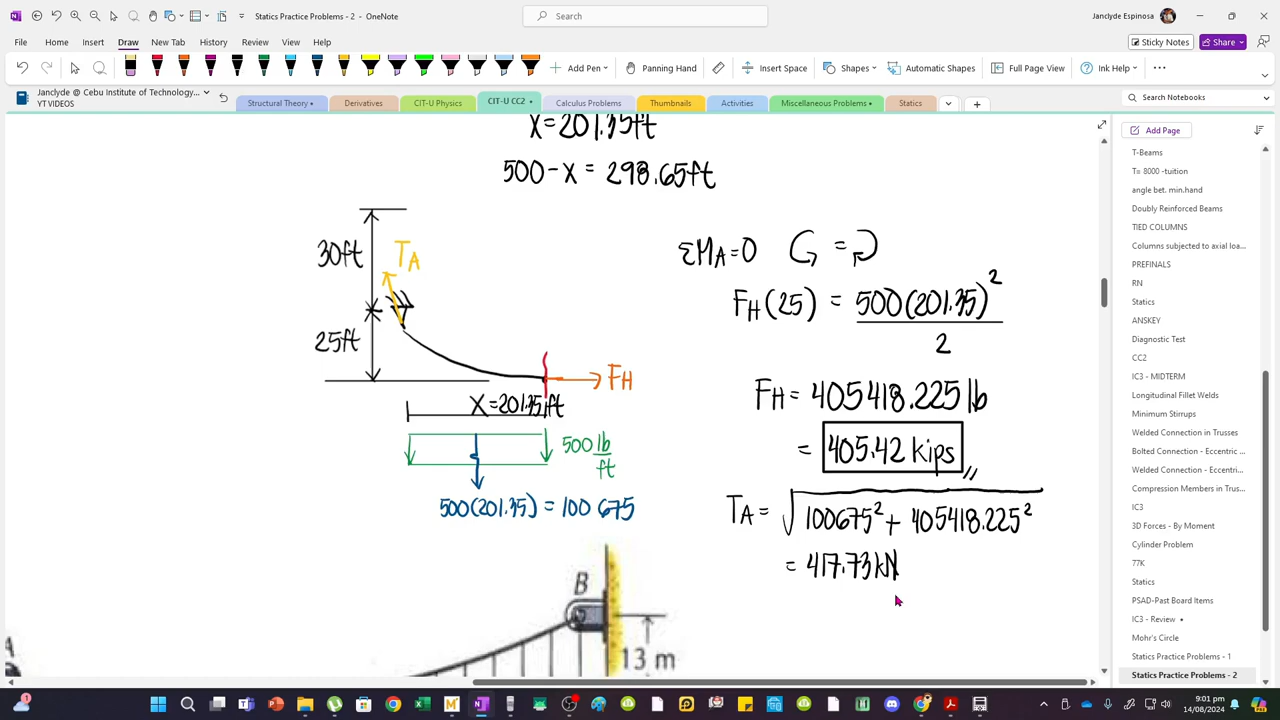 Statics Practice Problems - 2 - OneNote
Search
Janclyde Espinosa
File Home Insert Draw New Tab History Review View Help
Sticky Notes
Share
Add Pen
Panning Hand
Insert Space
Shapes
Automatic Shapes
Full Page View
Ink Help
Janclyde @ Cebu Institute of Technology...
YT VIDEOS
Structural Theory
Derivatives
CIT-U Physics
CIT-U CC2
Calculus Problems
Thumbnails
Activities
Miscellaneous Problems
Statics
Search Notebooks
Add Page
X=201.35ft
500-X = 298.65ft
30ft
TA
25ft
FH
X=201.35ft
500 lb/ft
500(201.35) = 100 675
ΣMA=0 =
FH(25) = 500(201.35)²/2
FH = 405418.225 lb
= 405.42 kips
TA = √100675² + 405418.225²
= 417.73kN
B
A
13 m
T-Beams
T= 8000 -tuition
angle bet. min.hand
Doubly Reinforced Beams
TIED COLUMNS
Columns subjected to axial loa...
PREFINALS
RN
Statics
ANSKEY
Diagnostic Test
CC2
IC3 - MIDTERM
Longitudinal Fillet Welds
Minimum Stirrups
Welded Connection in Trusses
Bolted Connection - Eccentric ...
Welded Connection - Eccentri...
Compression Members in Trus...
IC3
3D Forces - By Moment
Cylinder Problem
77K
Statics
PSAD-Past Board Items
IC3 - Review
Mohr's Circle
Statics Practice Problems - 1
Statics Practice Problems - 2
9:01 pm
14/08/2024